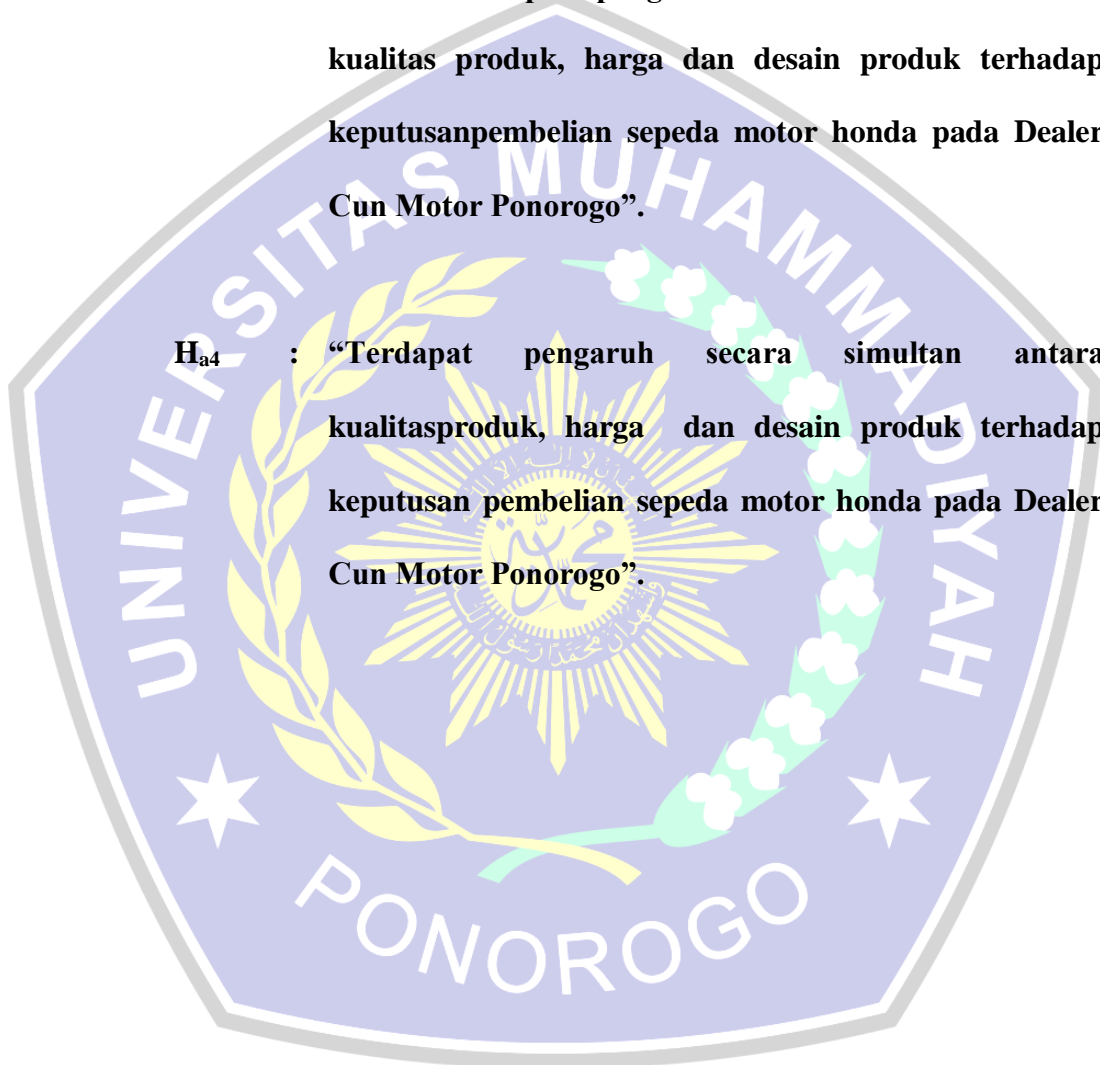 kualitas produk, harga dan desain produk terhadap
keputusanpembelian sepeda motor honda pada Dealer
Cun Motor Ponorogo”.
Ha4 : “Terdapat pengaruh secara simultan antara
kualitasproduk, harga dan desain produk terhadap
keputusan pembelian sepeda motor honda pada Dealer
Cun Motor Ponorogo”.
UNIVERSITAS MUHAMMADIYAH
PONOROGO